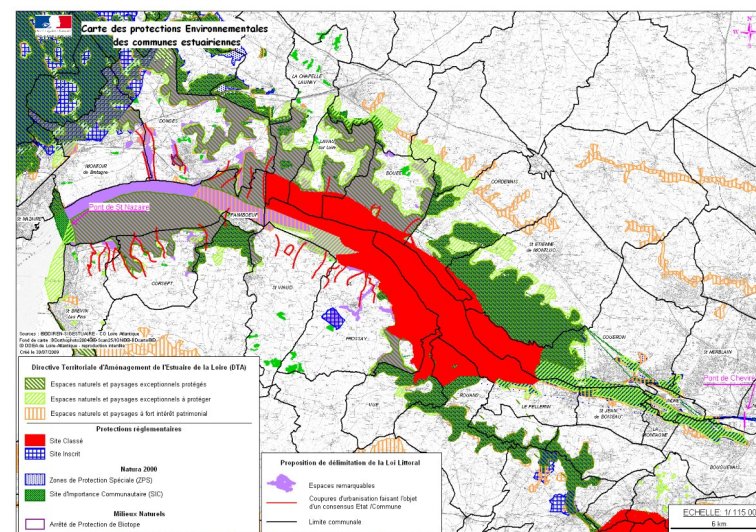 Carte des protections Environnementales
des communes estuariennes
LA CHAPELLE
LAUNAY
DONGES
LAVAU
sur Loire
MONTOIR
de Bretagne
BOUEE
CORDEMAIS
Pont de St Nazaire
ST NAZAIRE
PAIMBOEUF
ST ETIENNE
DE MONTLUC
CORSEPT
ST VIAUD
ST BREVIN
Les Pins
FROSSAY
COUERON
ST HERBLAIN
Pont de Cheviré
VUE
ROUANS
LE PELLERIN
ST JEAN
DE BOISEAU
INDRE
LA
MONTAGNE
BOUGUENAIS
Créé le 30/07/2009
Directive Territoriale d'Aménagement de l'Estuaire de la Loire (DTA)
Espaces naturels et paysages exceptionnels protégés
Espaces naturels et paysages exceptionnels à protéger
Espaces naturels et paysages à fort intérêt patrimonial
Protections réglementaires
Site Classé
Site Inscrit
Natura 2000
Zones de Protection Spéciale (ZPS)
Site d'Importance Communautaire (SIC)
Milieux Naturels
Arrêté de Protection de Biotope
Proposition de délimitation de la Loi Littoral
Espaces remarquables
Coupures d'urbanisation faisant l'objet
d'un consensus Etat /Commune
Limite communale
ECHELLE: 1/ 115 00
6 km